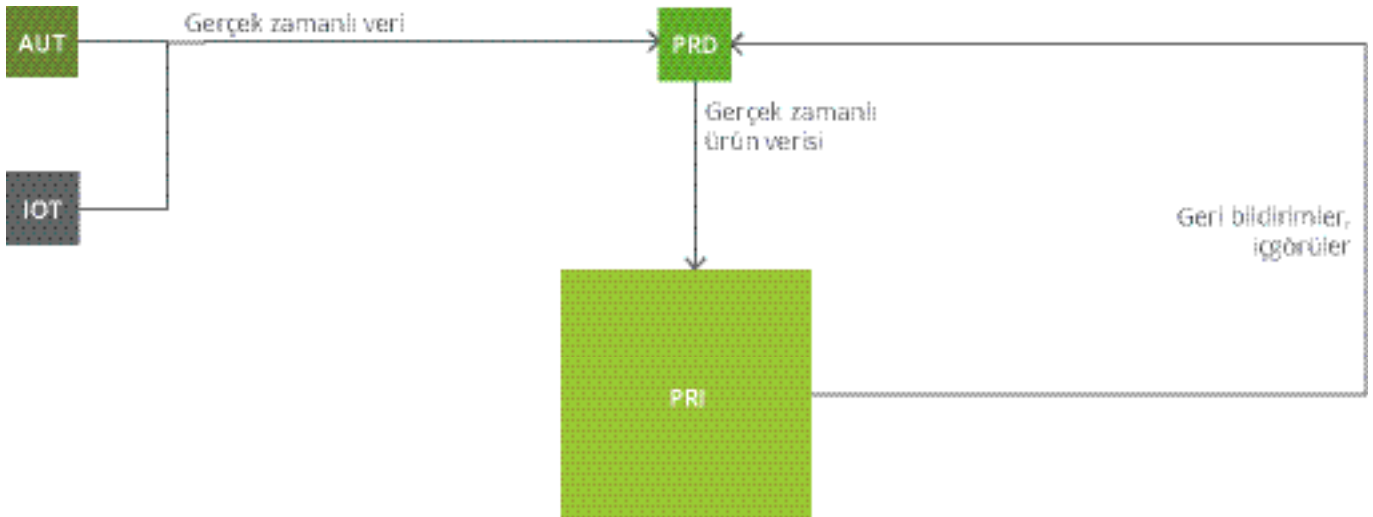 AUT
Gerçek zamanlı veri
PRD
Gerçek zamanlı
ürün verisi
IOT
Geri bildirimler,
içgörüler
PRI